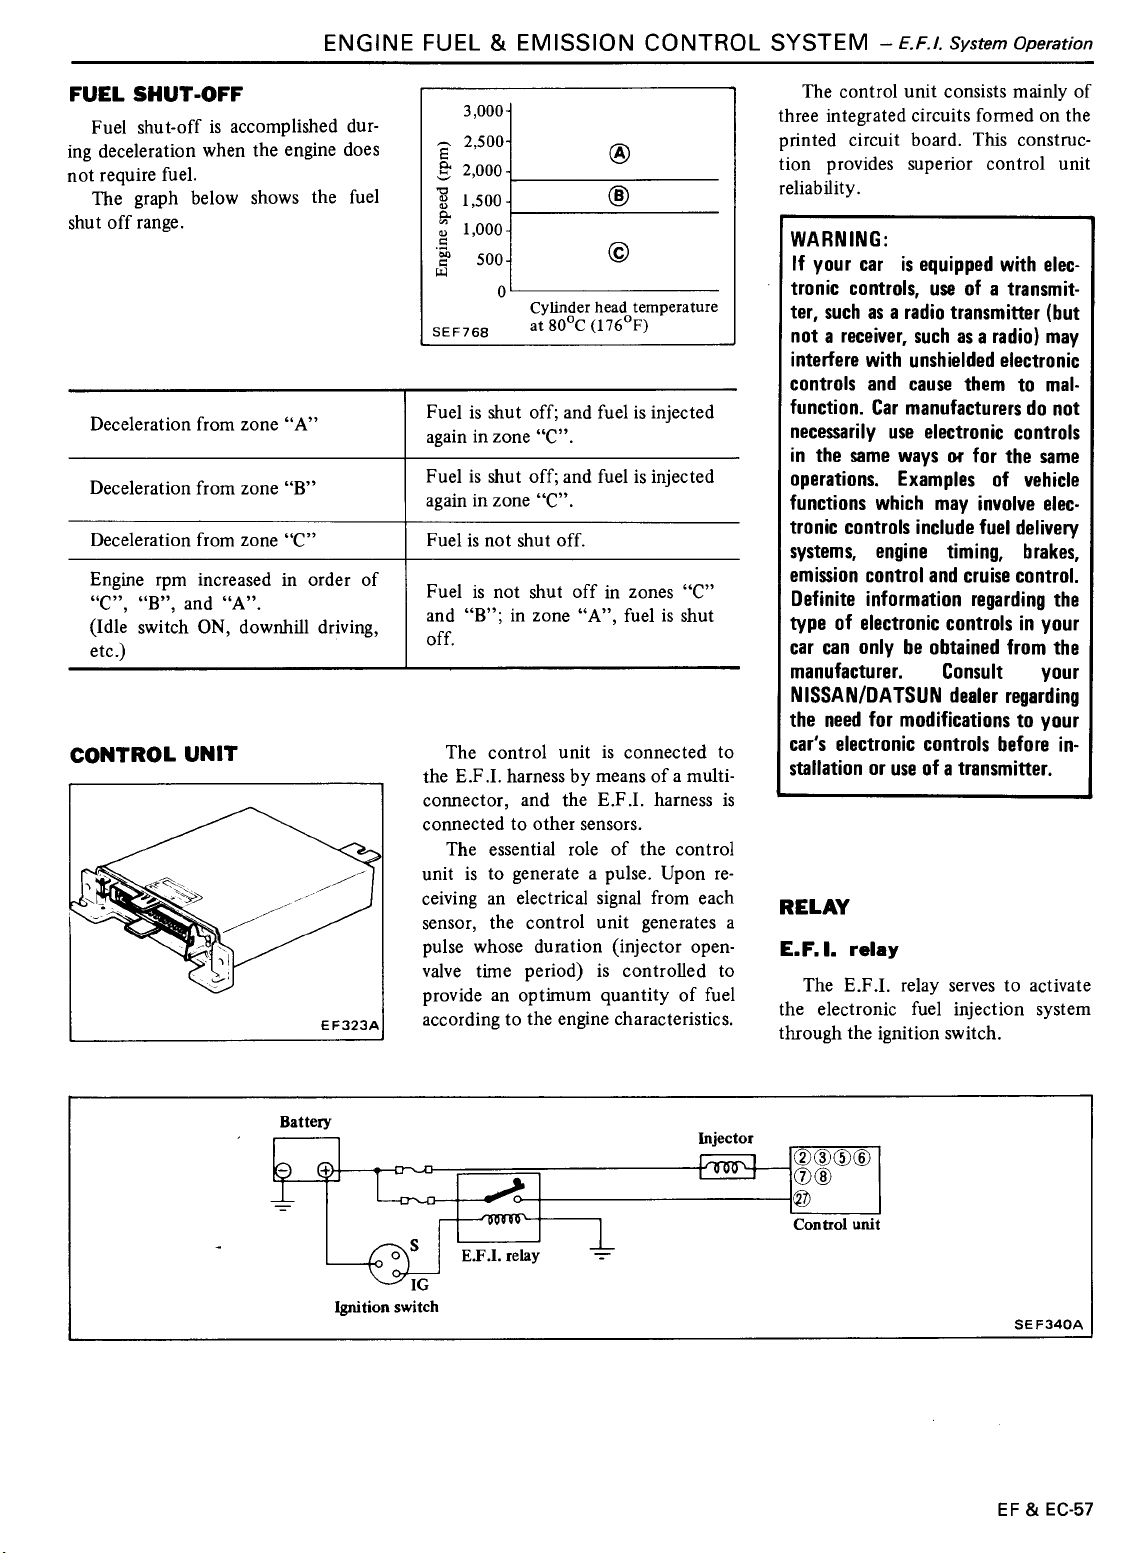 ENGINE FUEL & EMISSION CONTROL SYSTEM – E.F.I. System Operation
FUEL SHUT-OFF
Fuel shut-off is accomplished dur-
ing deceleration when the engine does
not require fuel.
The graph below shows the fuel
shut off range.
Engine speed (rpm)
3,000
2,500
2,000
1,500
1,000
500
0
Ⓐ
Ⓑ
Ⓒ
Cylinder head temperature
at 80°C (176°F)
SEF768
Deceleration from zone “A”
Fuel is shut off; and fuel is injected
again in zone “C”.
Deceleration from zone “B”
Fuel is shut off; and fuel is injected
again in zone “C”.
Deceleration from zone “C”
Fuel is not shut off.
Engine rpm increased in order of
“C”, “B”, and “A”.
(Idle switch ON, downhill driving,
etc.)
Fuel is not shut off in zones “C”
and “B”; in zone “A”, fuel is shut
off.
CONTROL UNIT
EF323A
The control unit is connected to
the E.F.I. harness by means of a multi-
connector, and the E.F.I. harness is
connected to other sensors.
The essential role of the control
unit is to generate a pulse. Upon re-
ceiving an electrical signal from each
sensor, the control unit generates a
pulse whose duration (injector open-
valve time period) is controlled to
provide an optimum quantity of fuel
according to the engine characteristics.
The control unit consists mainly of
three integrated circuits formed on the
printed circuit board. This construc-
tion provides superior control unit
reliability.
WARNING:
If your car is equipped with elec-
tronic controls, use of a transmit-
ter, such as a radio transmitter (but
not a receiver, such as a radio) may
interfere with unshielded electronic
controls and cause them to mal-
function. Car manufacturers do not
necessarily use electronic controls
in the same ways or for the same
operations. Examples of vehicle
functions which may involve elec-
tronic controls include fuel delivery
systems, engine timing, brakes,
emission control and cruise control.
Definite information regarding the
type of electronic controls in your
car can only be obtained from the
manufacturer. Consult your
NISSAN/DATSUN dealer regarding
the need for modifications to your
car's electronic controls before in-
stallation or use of a transmitter.
RELAY
E.F.I. relay
The E.F.I. relay serves to activate
the electronic fuel injection system
through the ignition switch.
Battery
⊖ ⊕
Injector
②③⑤⑥
⑦⑧
㉗
Control unit
S
IG
E.F.I. relay
Ignition switch
SEF340A
EF & EC-57